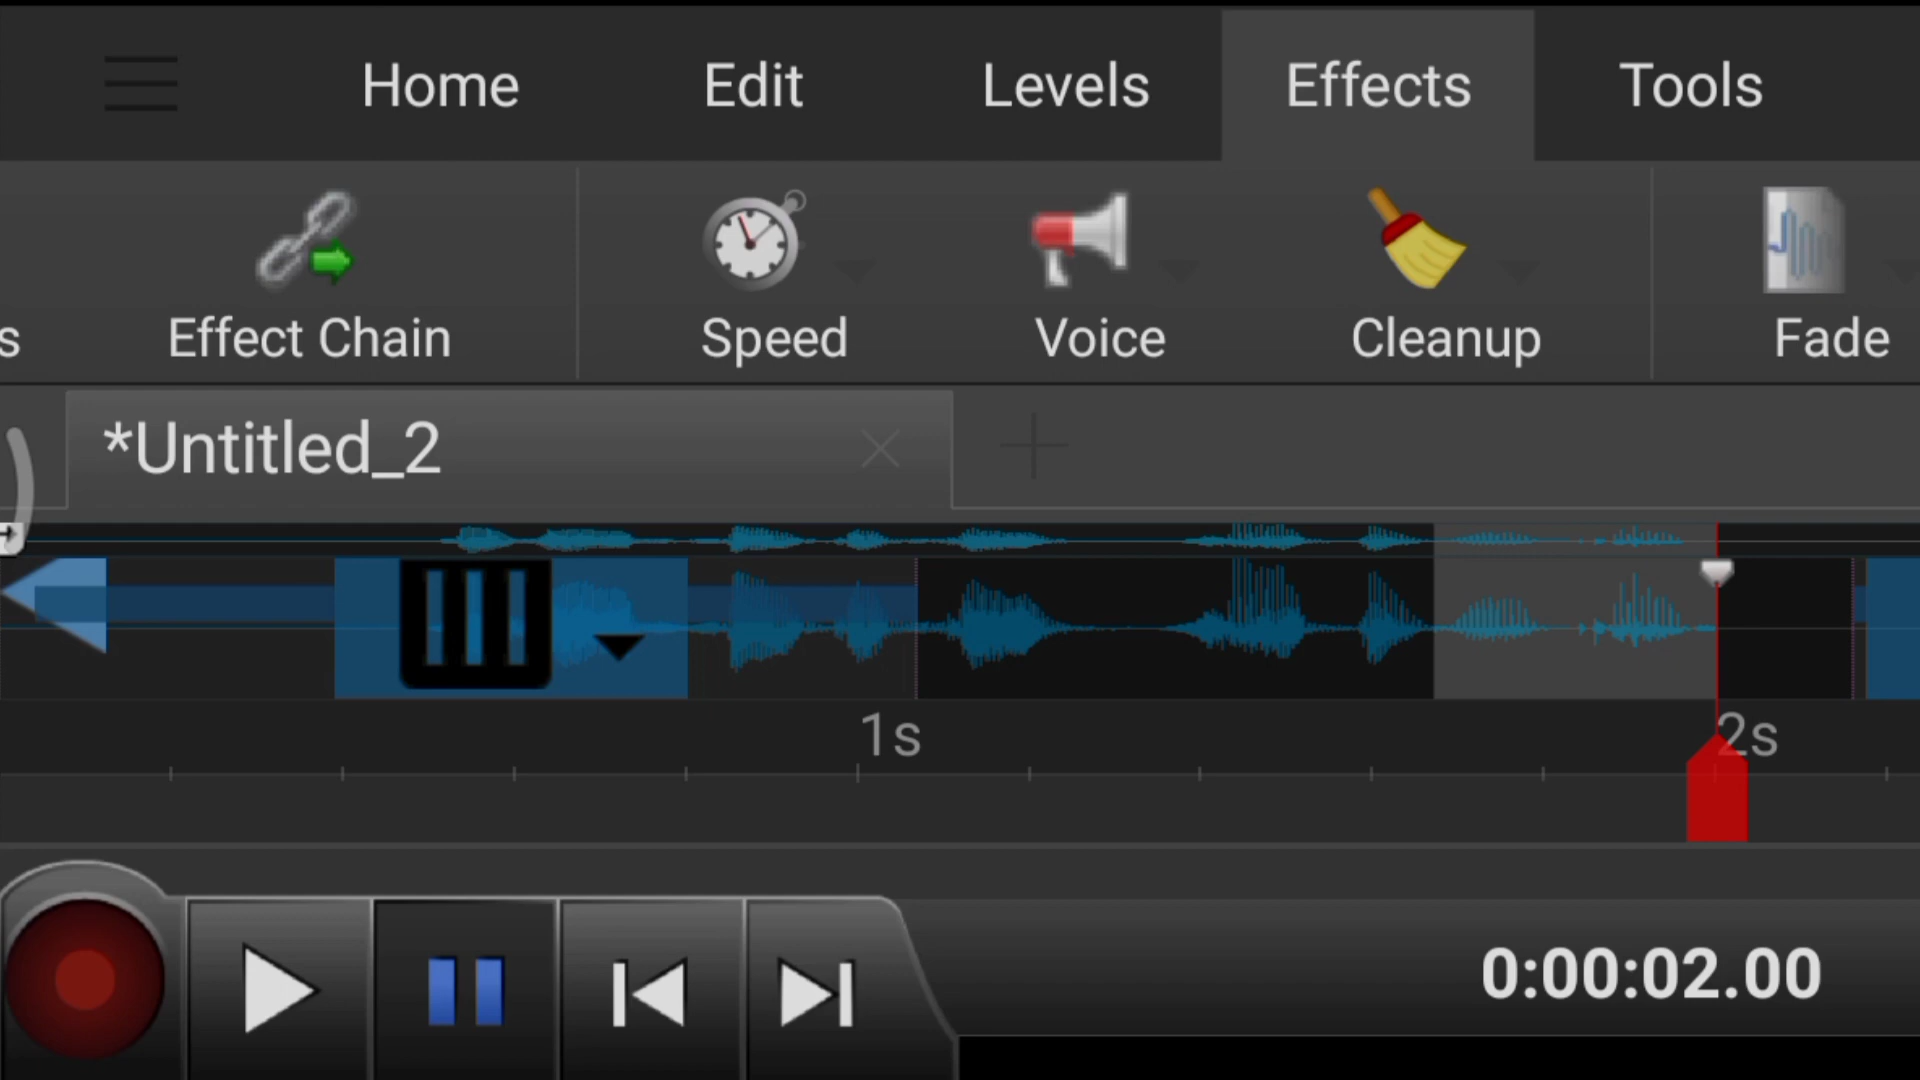 Home Edit Levels Effects Tools
s Effect Chain Speed Voice Cleanup Fade
*Untitled_2
1s 2s
0:00:02.00